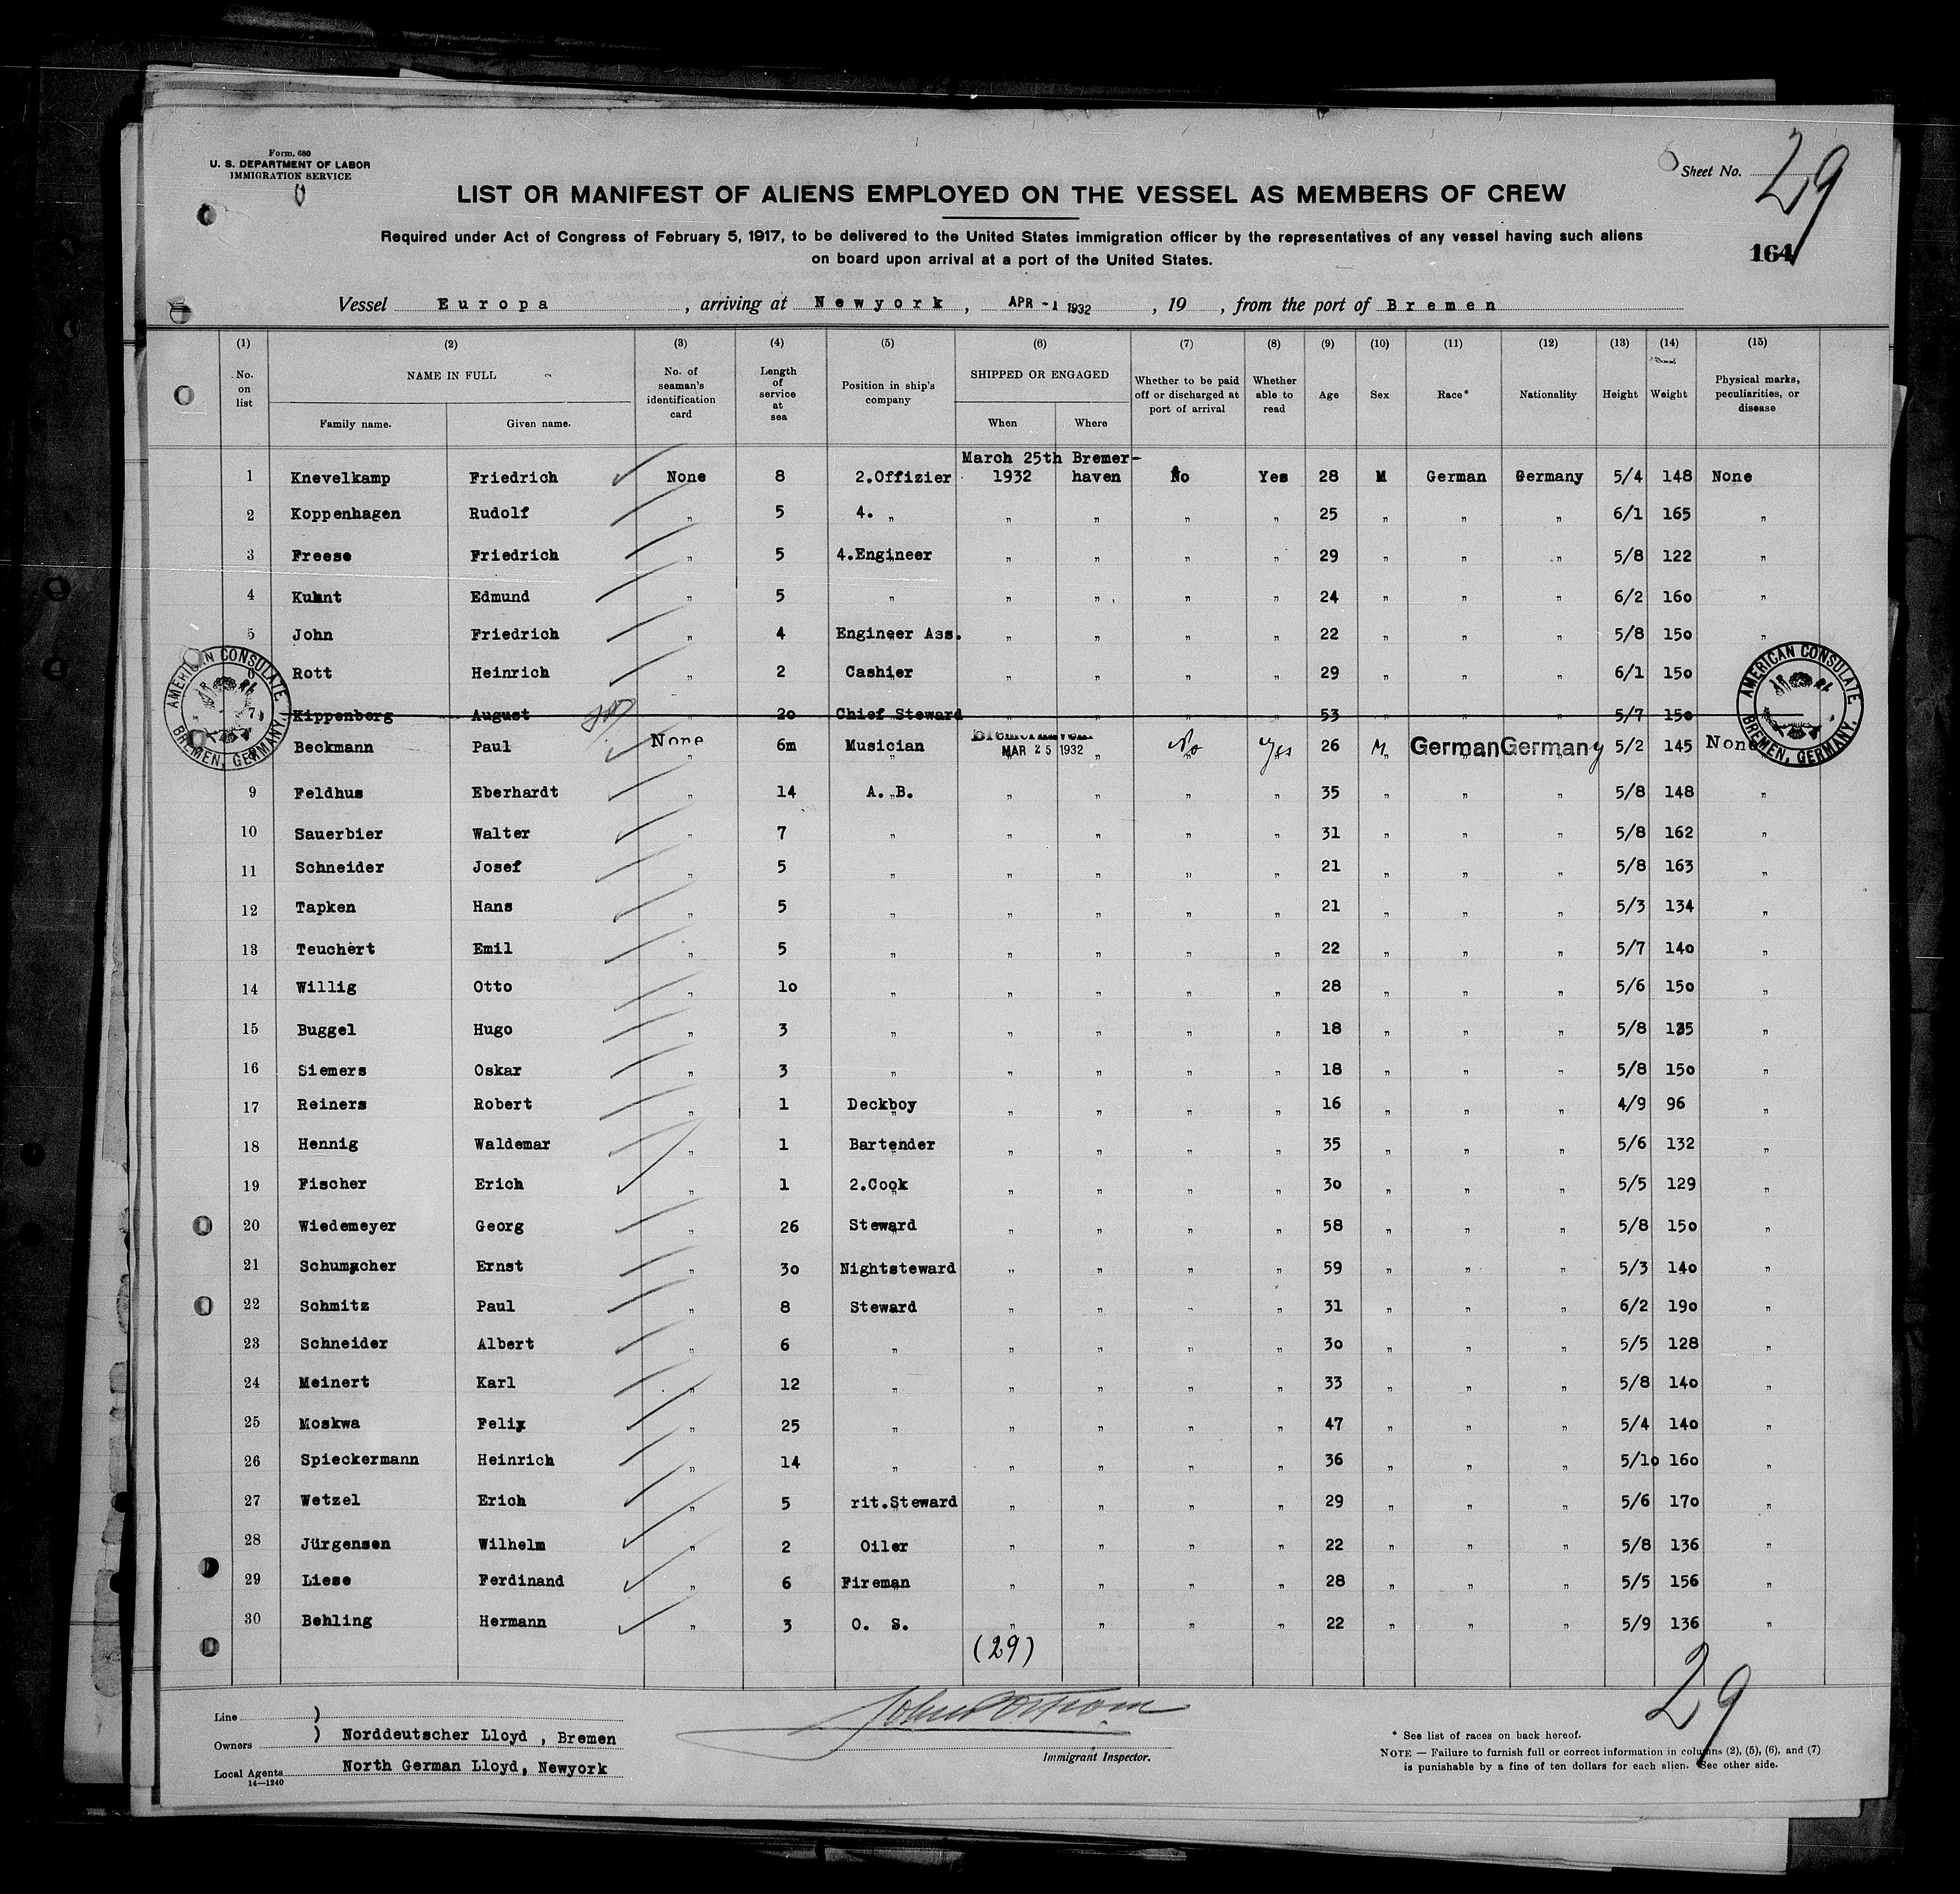 Form. 680
U. S. DEPARTMENT OF LABOR
IMMIGRATION SERVICE
Sheet No. 29
LIST OR MANIFEST OF ALIENS EMPLOYED ON THE VESSEL AS MEMBERS OF CREW
Required under Act of Congress of February 5, 1917, to be delivered to the United States immigration officer by the representatives of any vessel having such aliens
on board upon arrival at a port of the United States.
164
Vessel Europa, arriving at Newyork, APR -1 1932, 19 , from the port of Bremen
(1) (2) (3) (4) (5) (6) (7) (8) (9) (10) (11) (12) (13) (14) (15)
No. on list
NAME IN FULL
Family name. Given name.
No. of seaman's identification card
Length of service at sea
Position in ship's company
SHIPPED OR ENGAGED
When Where
Whether to be paid off or discharged at port of arrival
Whether able to read
Age
Sex
Race*
Nationality
Height
Weight
Physical marks, peculiarities, or disease
March 25th Bremer-
1 Knevelkamp Friedrich None 8 2.Offizier 1932 haven No Yes 28 M German Germany 5/4 148 None
2 Koppenhagen Rudolf " 5 4. " " " " " 25 " " " 6/1 165 "
3 Freese Friedrich " 5 4.Engineer " " " " 29 " " " 5/8 122 "
4 Kuhnt Edmund " 5 " " " " " 24 " " " 6/2 160 "
5 John Friedrich " 4 Engineer Ass. " " " " 22 " " " 5/8 150 "
6 Rott Heinrich " 2 Cashier " " " " 29 " " " 6/1 150 "
7 Kippenberg August " 20 Chief Steward " " " " 53 " " " 5/7 150
Beckmann Paul None 6m Musician Bremerhaven MAR 25 1932 " No Yes 26 M German Germany 5/2 145 None
9 Feldhus Eberhardt " 14 A. B. " " " " 35 " " " 5/8 148 "
10 Sauerbier Walter " 7 " " " " " 31 " " " 5/8 162 "
11 Schneider Josef " 5 " " " " " 21 " " " 5/8 163 "
12 Tapken Hans " 5 " " " " " 21 " " " 5/3 134 "
13 Teuchert Emil " 5 " " " " " 22 " " " 5/7 140 "
14 Willig Otto " 10 " " " " " 28 " " " 5/6 150 "
15 Buggel Hugo " 3 " " " " " 18 " " " 5/8 "
16 Siemers Oskar " 3 " " " " " 18 " " " 5/8 150 "
17 Reiners Robert " 1 Deckboy " " " " 16 " " " 4/9 96 "
18 Hennig Waldemar " 1 Bartender " " " " 35 " " " 5/6 132 "
19 Fischer Erich " 1 2.Cook " " " " 30 " " " 5/5 129 "
20 Wiedemeyer Georg " 26 Steward " " " " 58 " " " 5/8 150 "
21 Schumacher Ernst " 30 Nightsteward " " " " 59 " " " 5/3 140 "
22 Schmitz Paul " 8 Steward " " " " 31 " " " 6/2 190 "
23 Schneider Albert " 6 " " " " " 30 " " " 5/5 128 "
24 Meinert Karl " 12 " " " " " 33 " " " 5/8 140 "
25 Moskwa Felix " 25 " " " " " 47 " " " 5/4 140 "
26 Spieckermann Heinrich " 14 " " " " " 36 " " " 5/10 160 "
27 Wetzel Erich " 5 rit.Steward " " " " 29 " " " 5/6 170 "
28 Jürgensen Wilhelm " 2 Oiler " " " " 22 " " " 5/8 136 "
29 Liese Ferdinand " 6 Fireman " " " " 28 " " " 5/5 156 "
30 Behling Hermann " 3 O. S. " " " " 22 " " " 5/9 136 "
(29)
AMERICAN CONSULATE
BREMEN, GERMANY.
AMERICAN CONSULATE
BREMEN, GERMANY.
29
Line )
Owners ) Norddeutscher Lloyd , Bremen
Local Agents North German Lloyd, Newyork
14—1240
Immigrant Inspector.
* See list of races on back hereof.
NOTE — Failure to furnish full or correct information in columns (2), (5), (6), and (7)
is punishable by a fine of ten dollars for each alien. See other side.